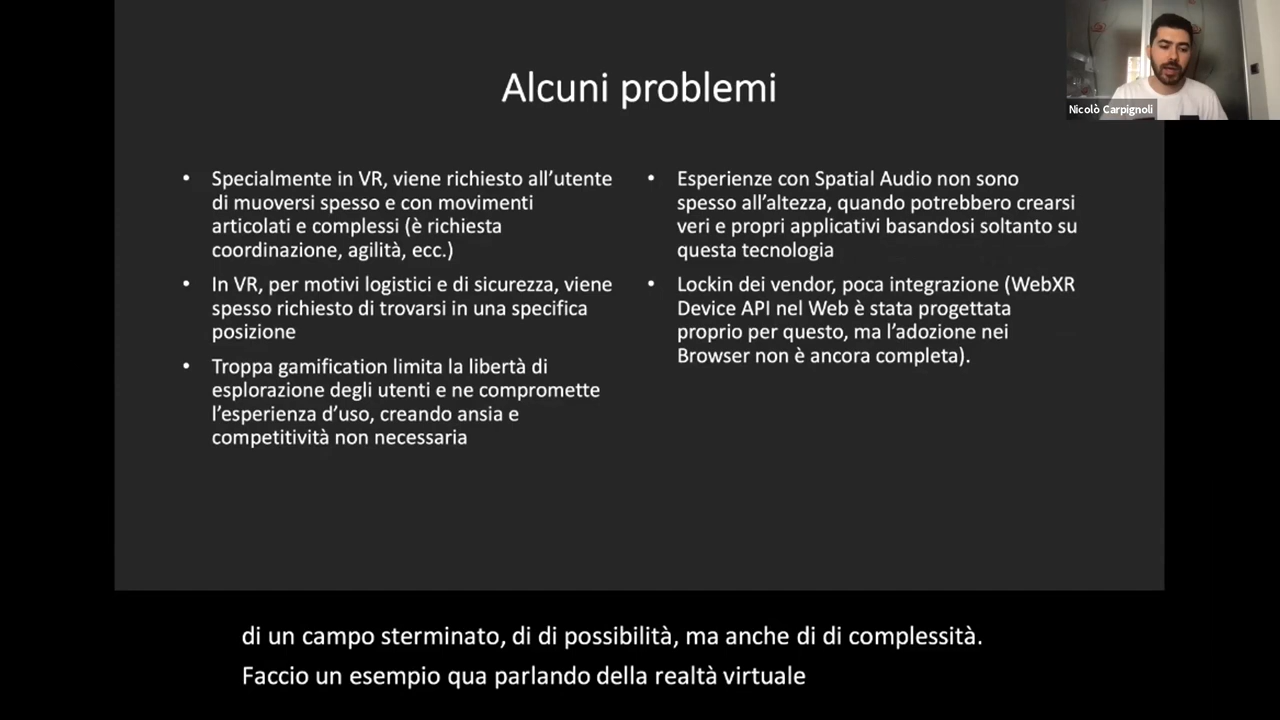 Alcuni problemi
Nicolò Carpignoli
• Specialmente in VR, viene richiesto all’utente
di muoversi spesso e con movimenti
articolati e complessi (è richiesta
coordinazione, agilità, ecc.)
• In VR, per motivi logistici e di sicurezza, viene
spesso richiesto di trovarsi in una specifica
posizione
• Troppa gamification limita la libertà di
esplorazione degli utenti e ne compromette
l’esperienza d’uso, creando ansia e
competitività non necessaria
• Esperienze con Spatial Audio non sono
spesso all’altezza, quando potrebbero crearsi
veri e propri applicativi basandosi soltanto su
questa tecnologia
• Lockin dei vendor, poca integrazione (WebXR
Device API nel Web è stata progettata
proprio per questo, ma l’adozione nei
Browser non è ancora completa).
di un campo sterminato, di di possibilità, ma anche di di complessità.
Faccio un esempio qua parlando della realtà virtuale